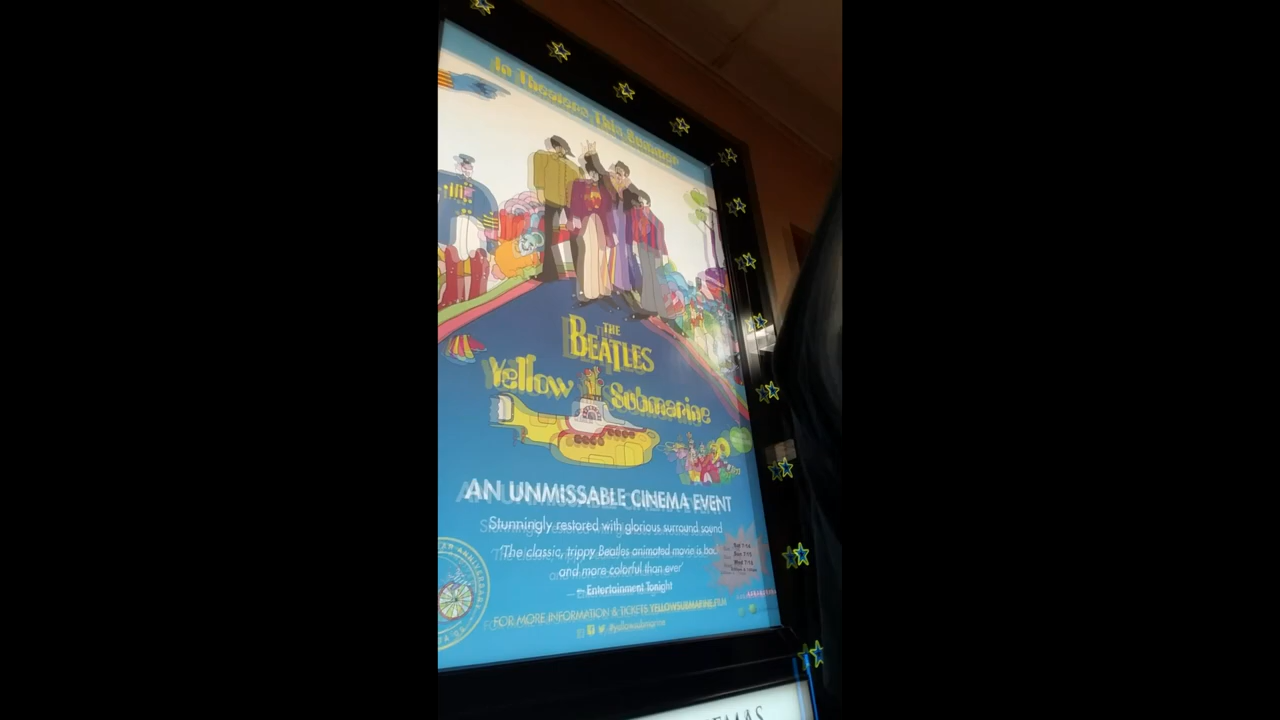 In Theaters This Summer
THE
BEATLES
Yellow Submarine
AN UNMISSABLE CINEMA EVENT
Stunningly restored with glorious surround sound
'The classic, trippy Beatles animated movie is back
and more colorful than ever'
– Entertainment Tonight
FOR MORE INFORMATION & TICKETS YELLOWSUBMARINE.FILM
#yellowsubmarine
ANNIVERSARY